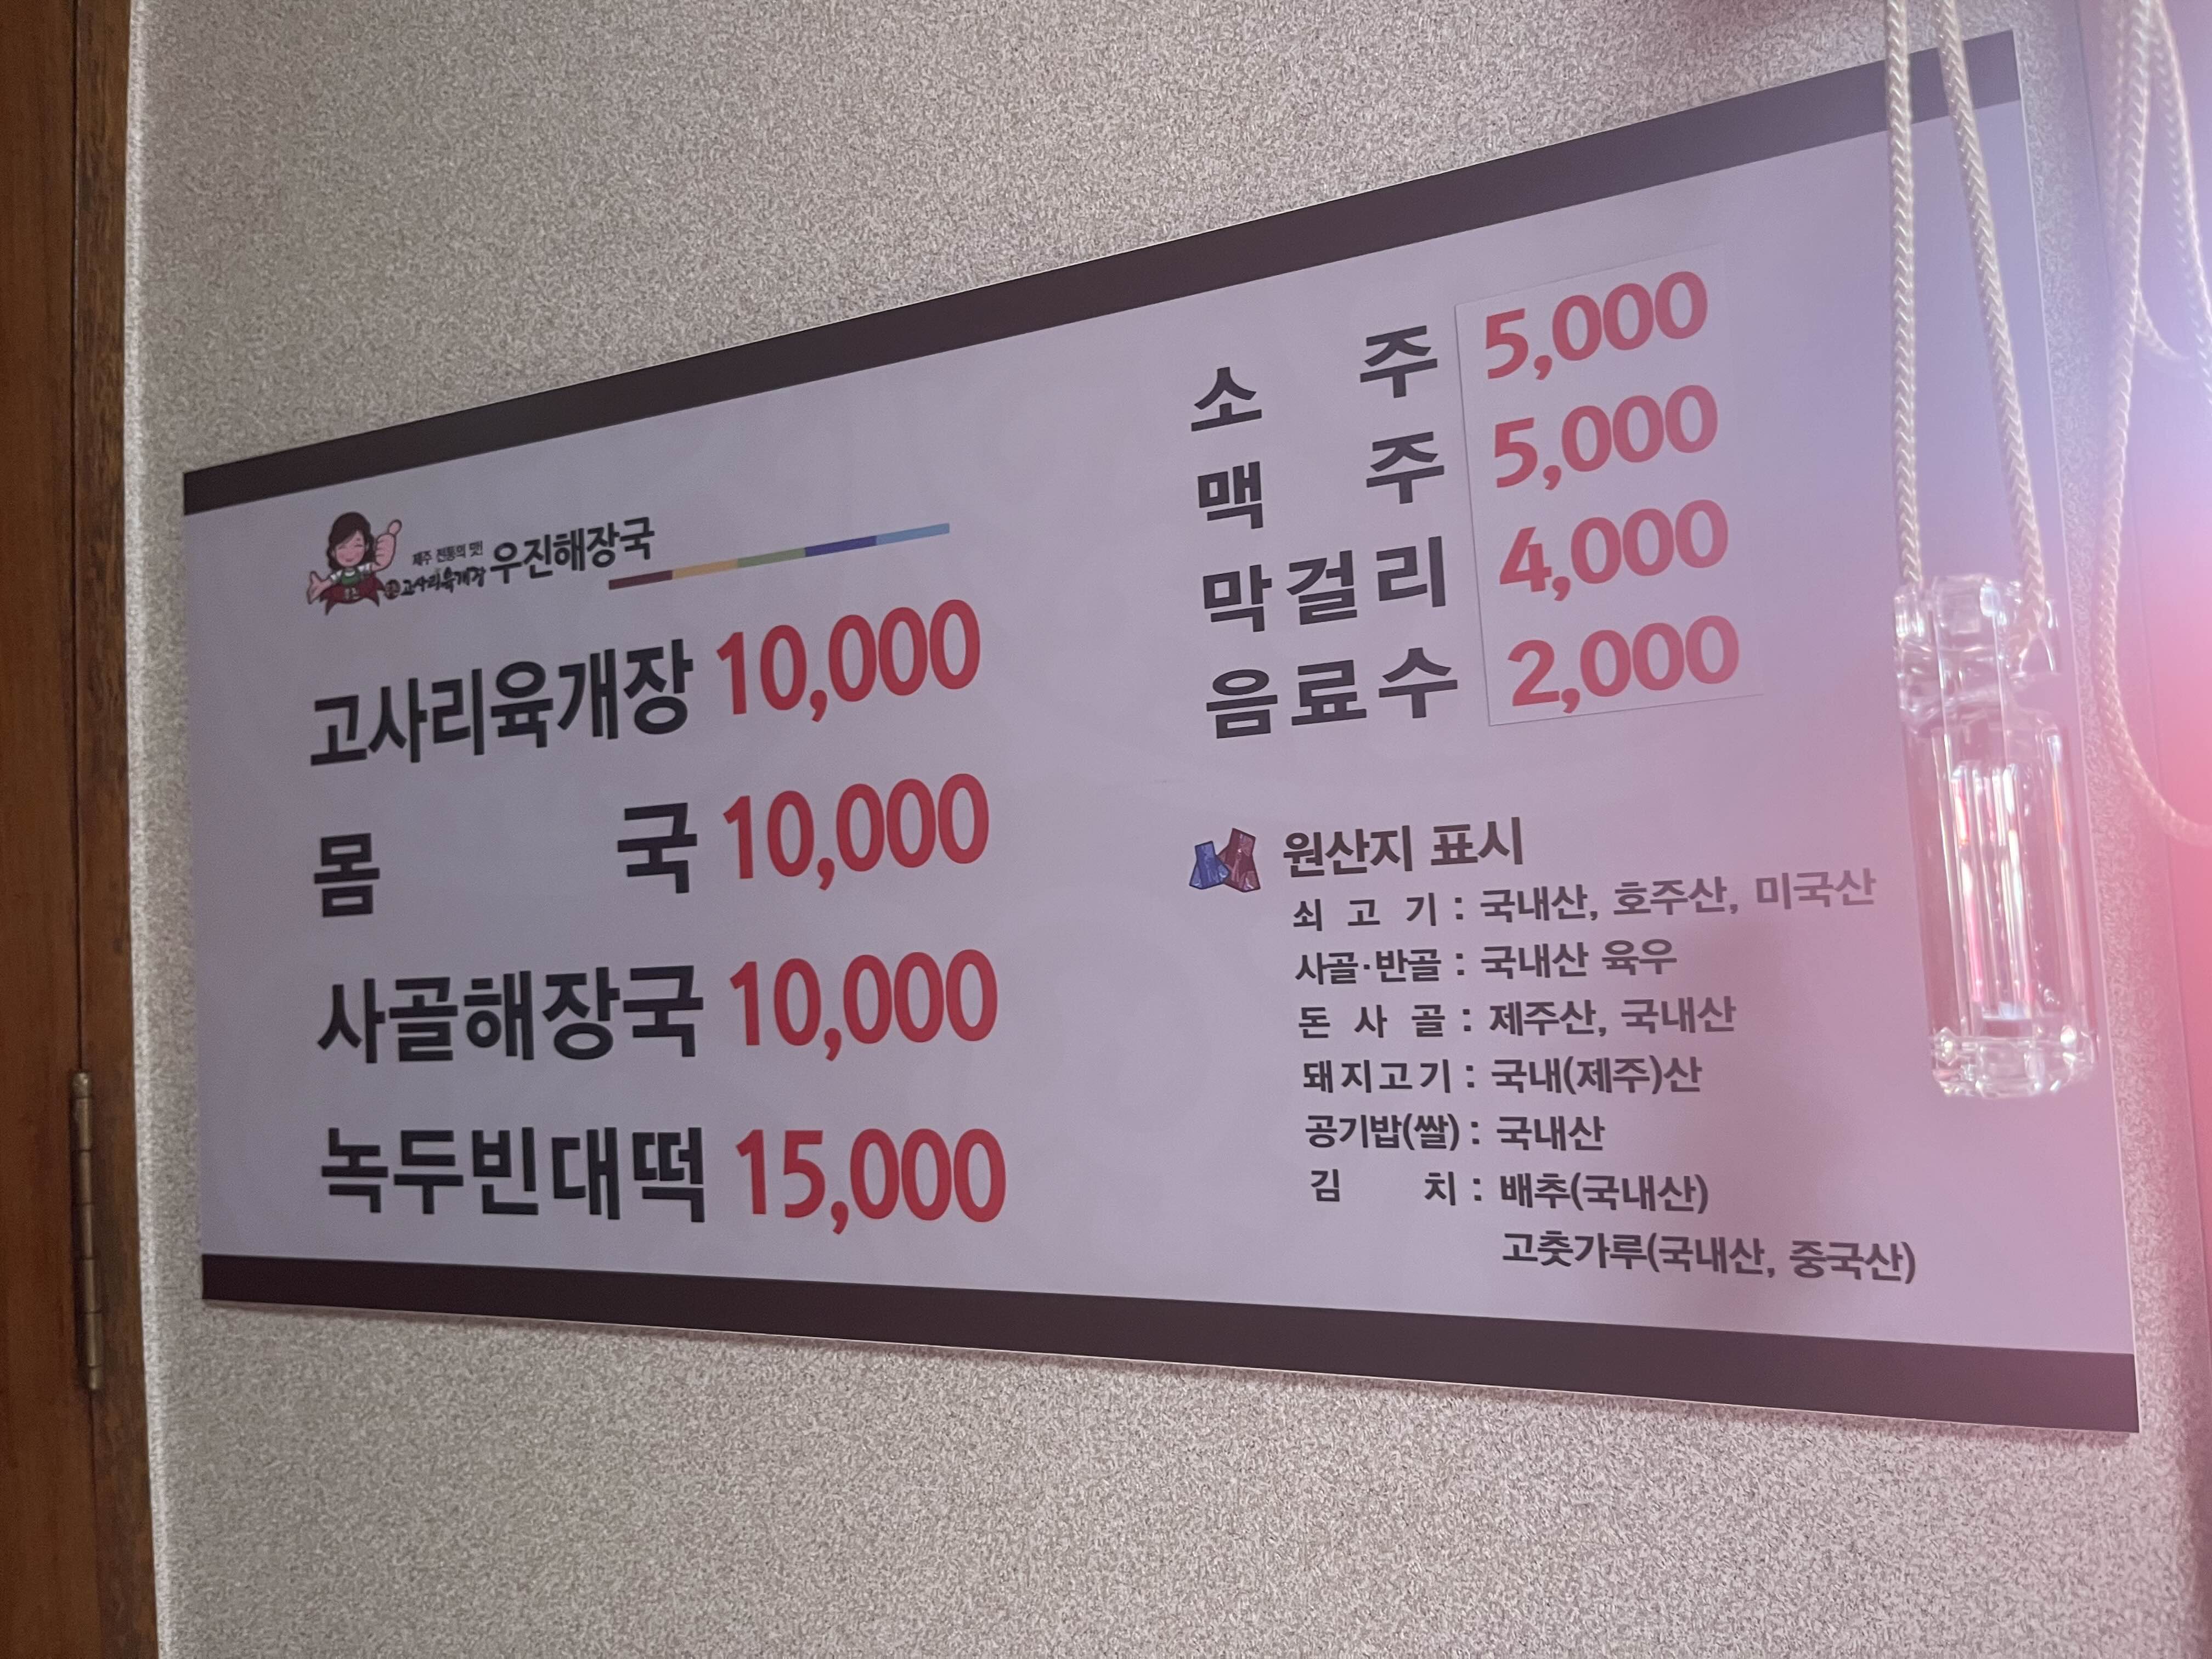 제주 전통의 맛!
고사리육개장 우진해장국
고사리육개장 10,000
몸국 10,000
사골해장국 10,000
녹두빈대떡 15,000
소주 5,000
맥주 5,000
막걸리 4,000
음료수 2,000
원산지 표시
쇠고기 : 국내산, 호주산, 미국산
사골·반골 : 국내산 육우
돈사골 : 제주산, 국내산
돼지고기 : 국내(제주)산
공기밥(쌀) : 국내산
김치 : 배추(국내산)
고춧가루(국내산, 중국산)